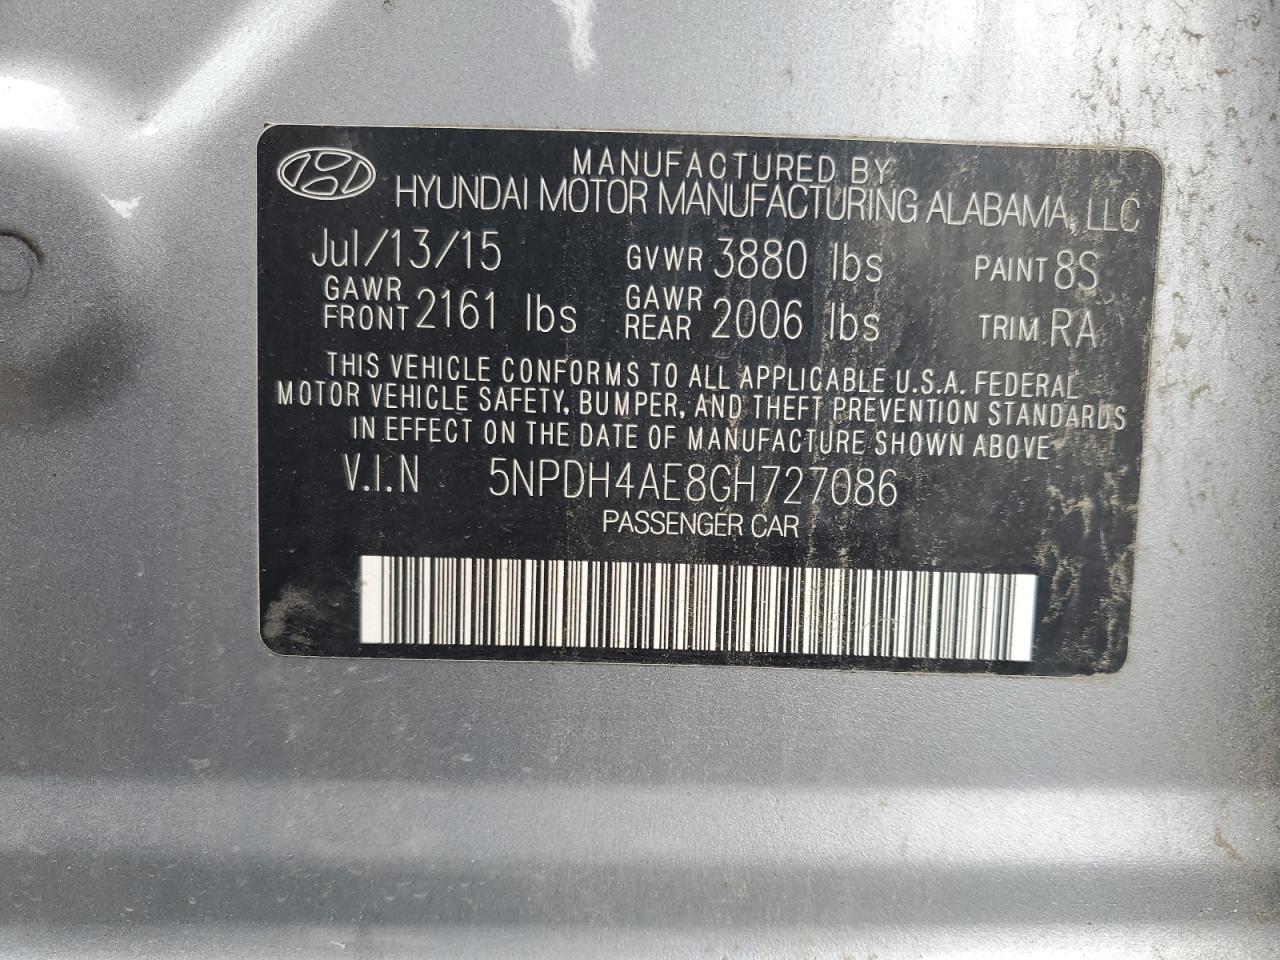 MANUFACTURED BY
HYUNDAI MOTOR MANUFACTURING ALABAMA, LLC
Jul/13/15 GVWR 3880 lbs PAINT 8S
GAWR FRONT 2161 lbs GAWR REAR 2006 lbs TRIM RA
THIS VEHICLE CONFORMS TO ALL APPLICABLE U.S.A. FEDERAL
MOTOR VEHICLE SAFETY, BUMPER, AND THEFT PREVENTION STANDARDS
IN EFFECT ON THE DATE OF MANUFACTURE SHOWN ABOVE
V.I.N 5NPDH4AE8GH727086
PASSENGER CAR